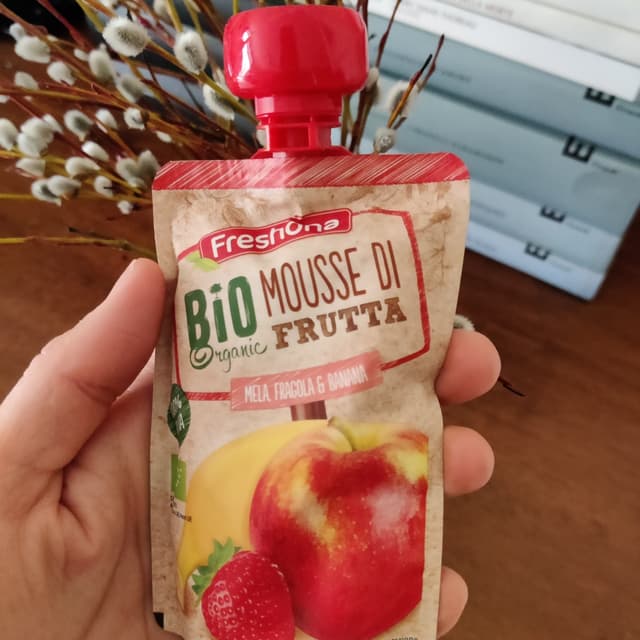 Freshona
BIO
Organic
MOUSSE DI
FRUTTA
MELA, FRAGOLA & BANANA
E
E
E
E